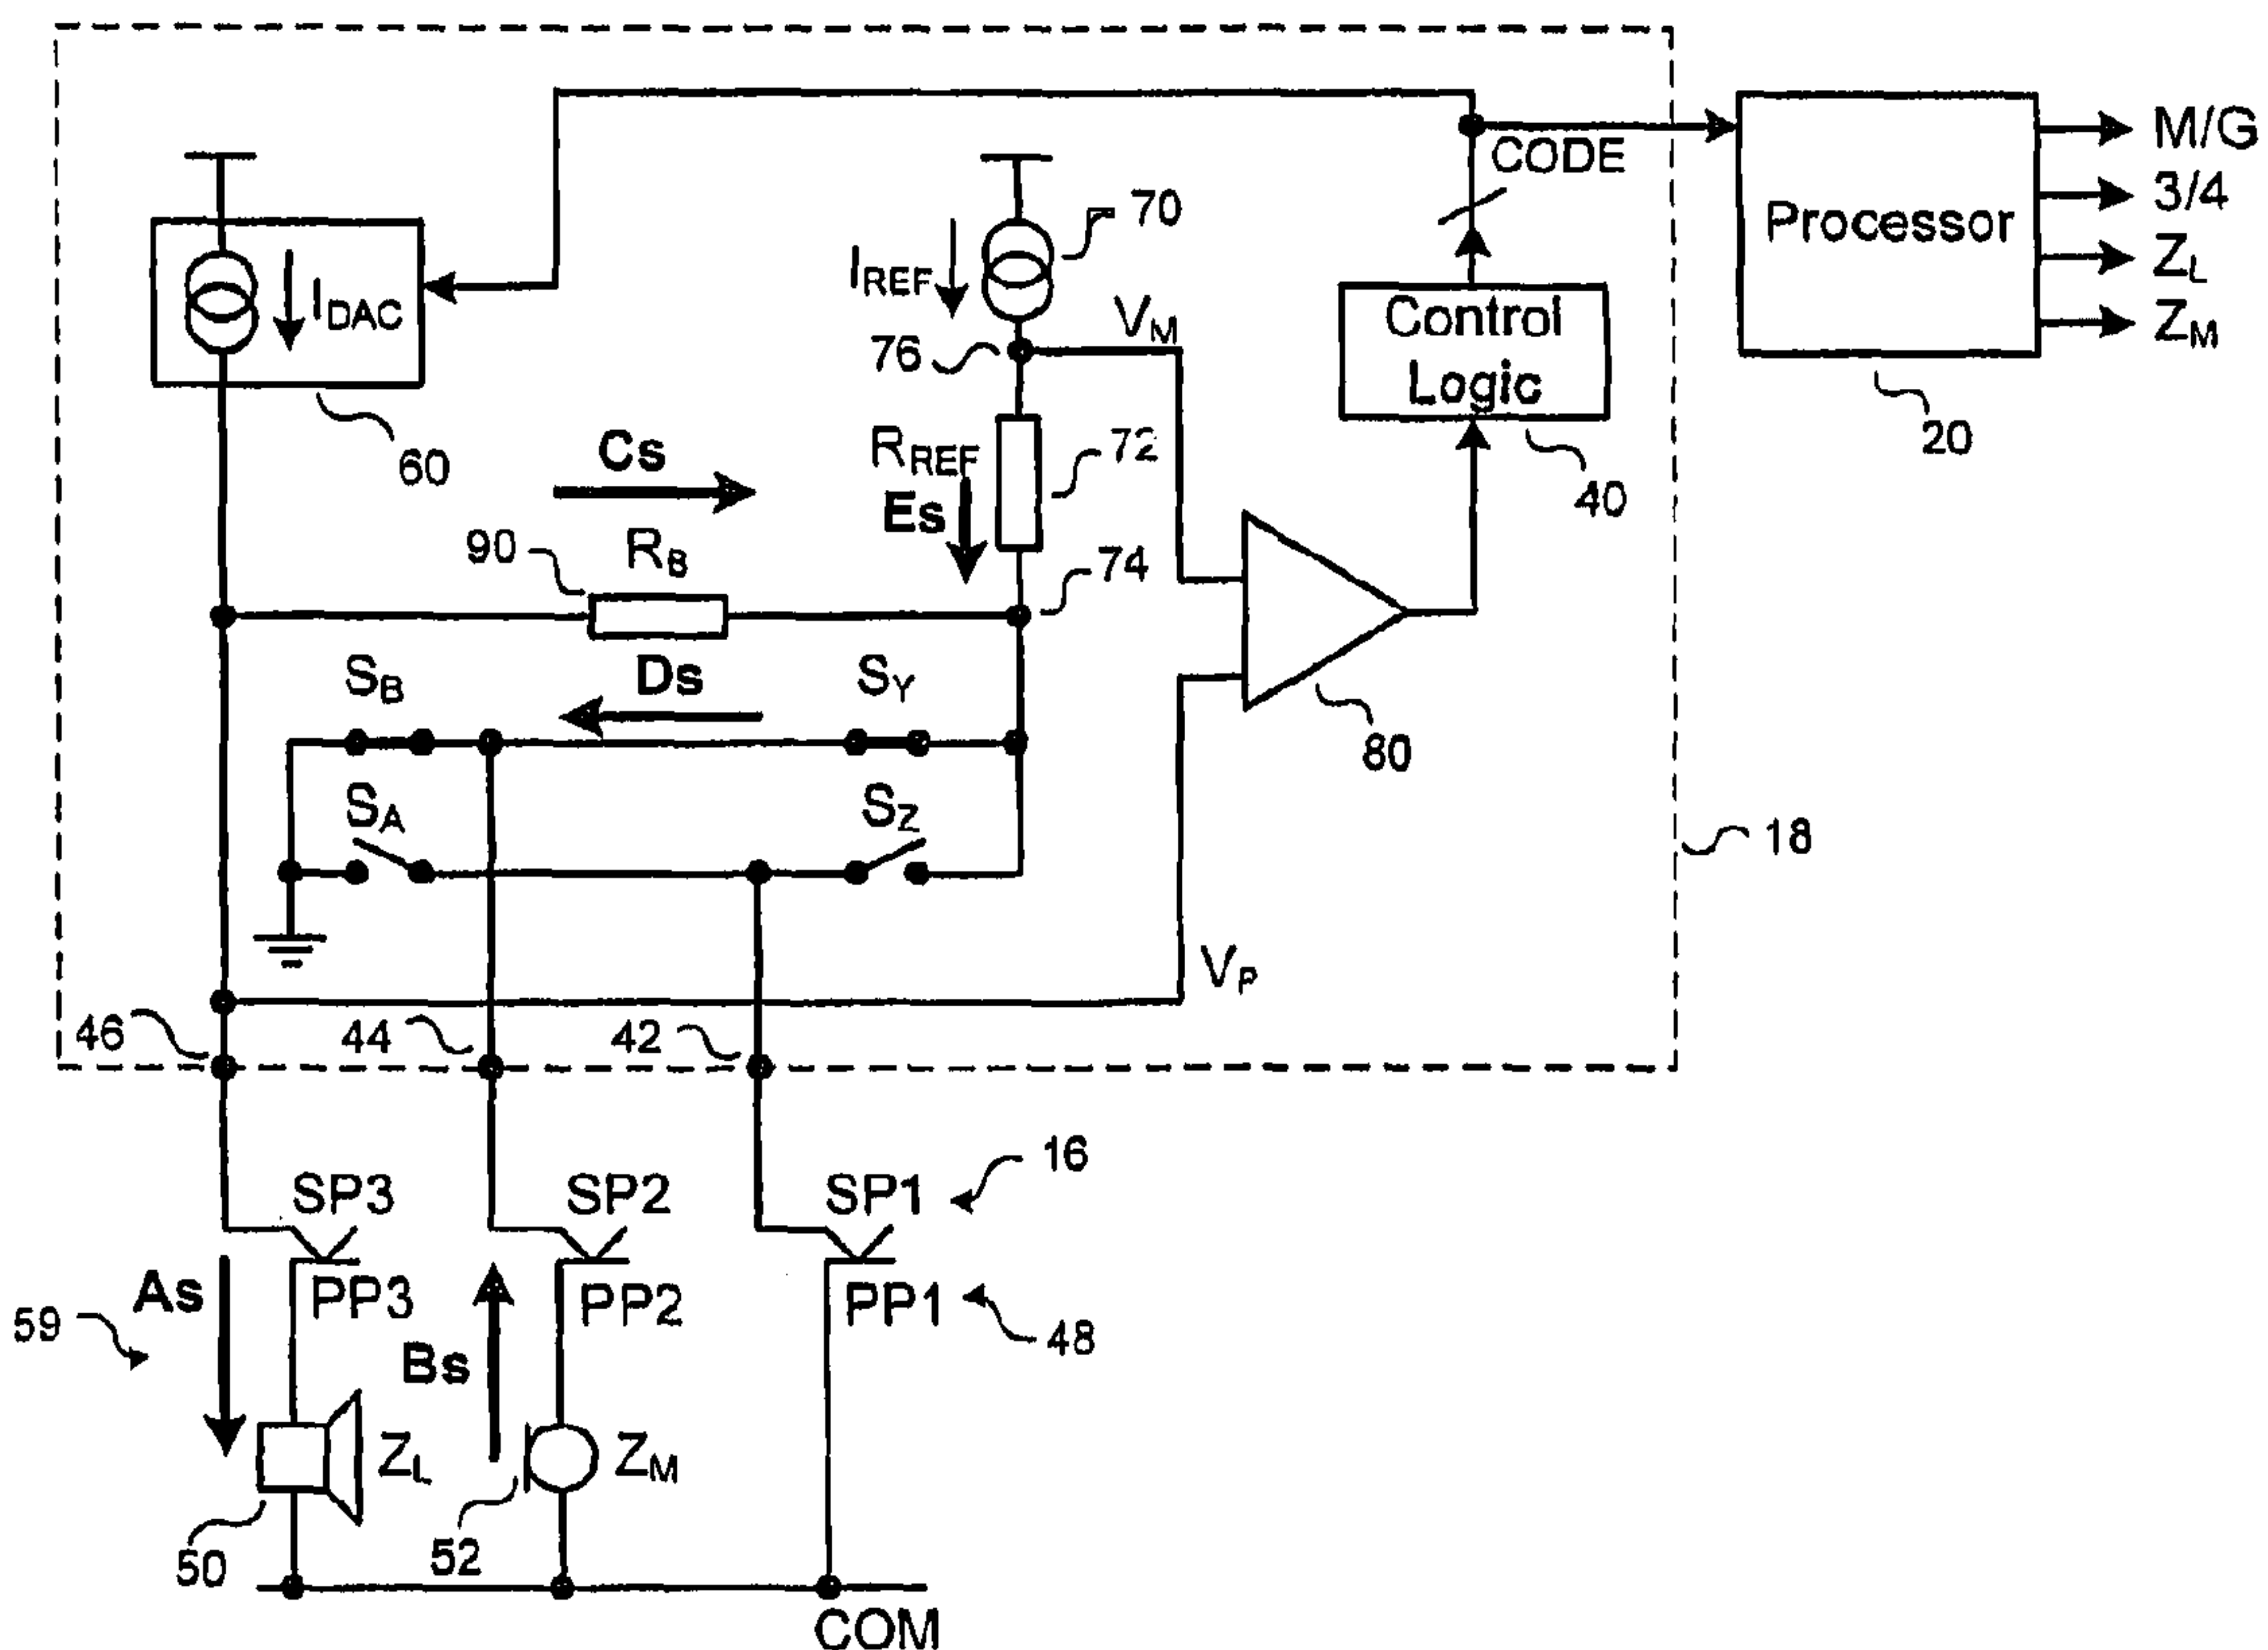 M/G
CODE
3/4
Processor
Z_L
Z_M
70
I_REF
I_DAC
V_M
76
Control
Logic
20
60
Cs
R_REF
72
Es
40
90
R_B
74
S_B
Ds
S_Y
80
S_A
S_Z
18
V_P
46
44
42
16
SP3
SP2
SP1
As
PP3
PP2
PP1
59
48
Bs
Z_L
Z_M
50
52
COM